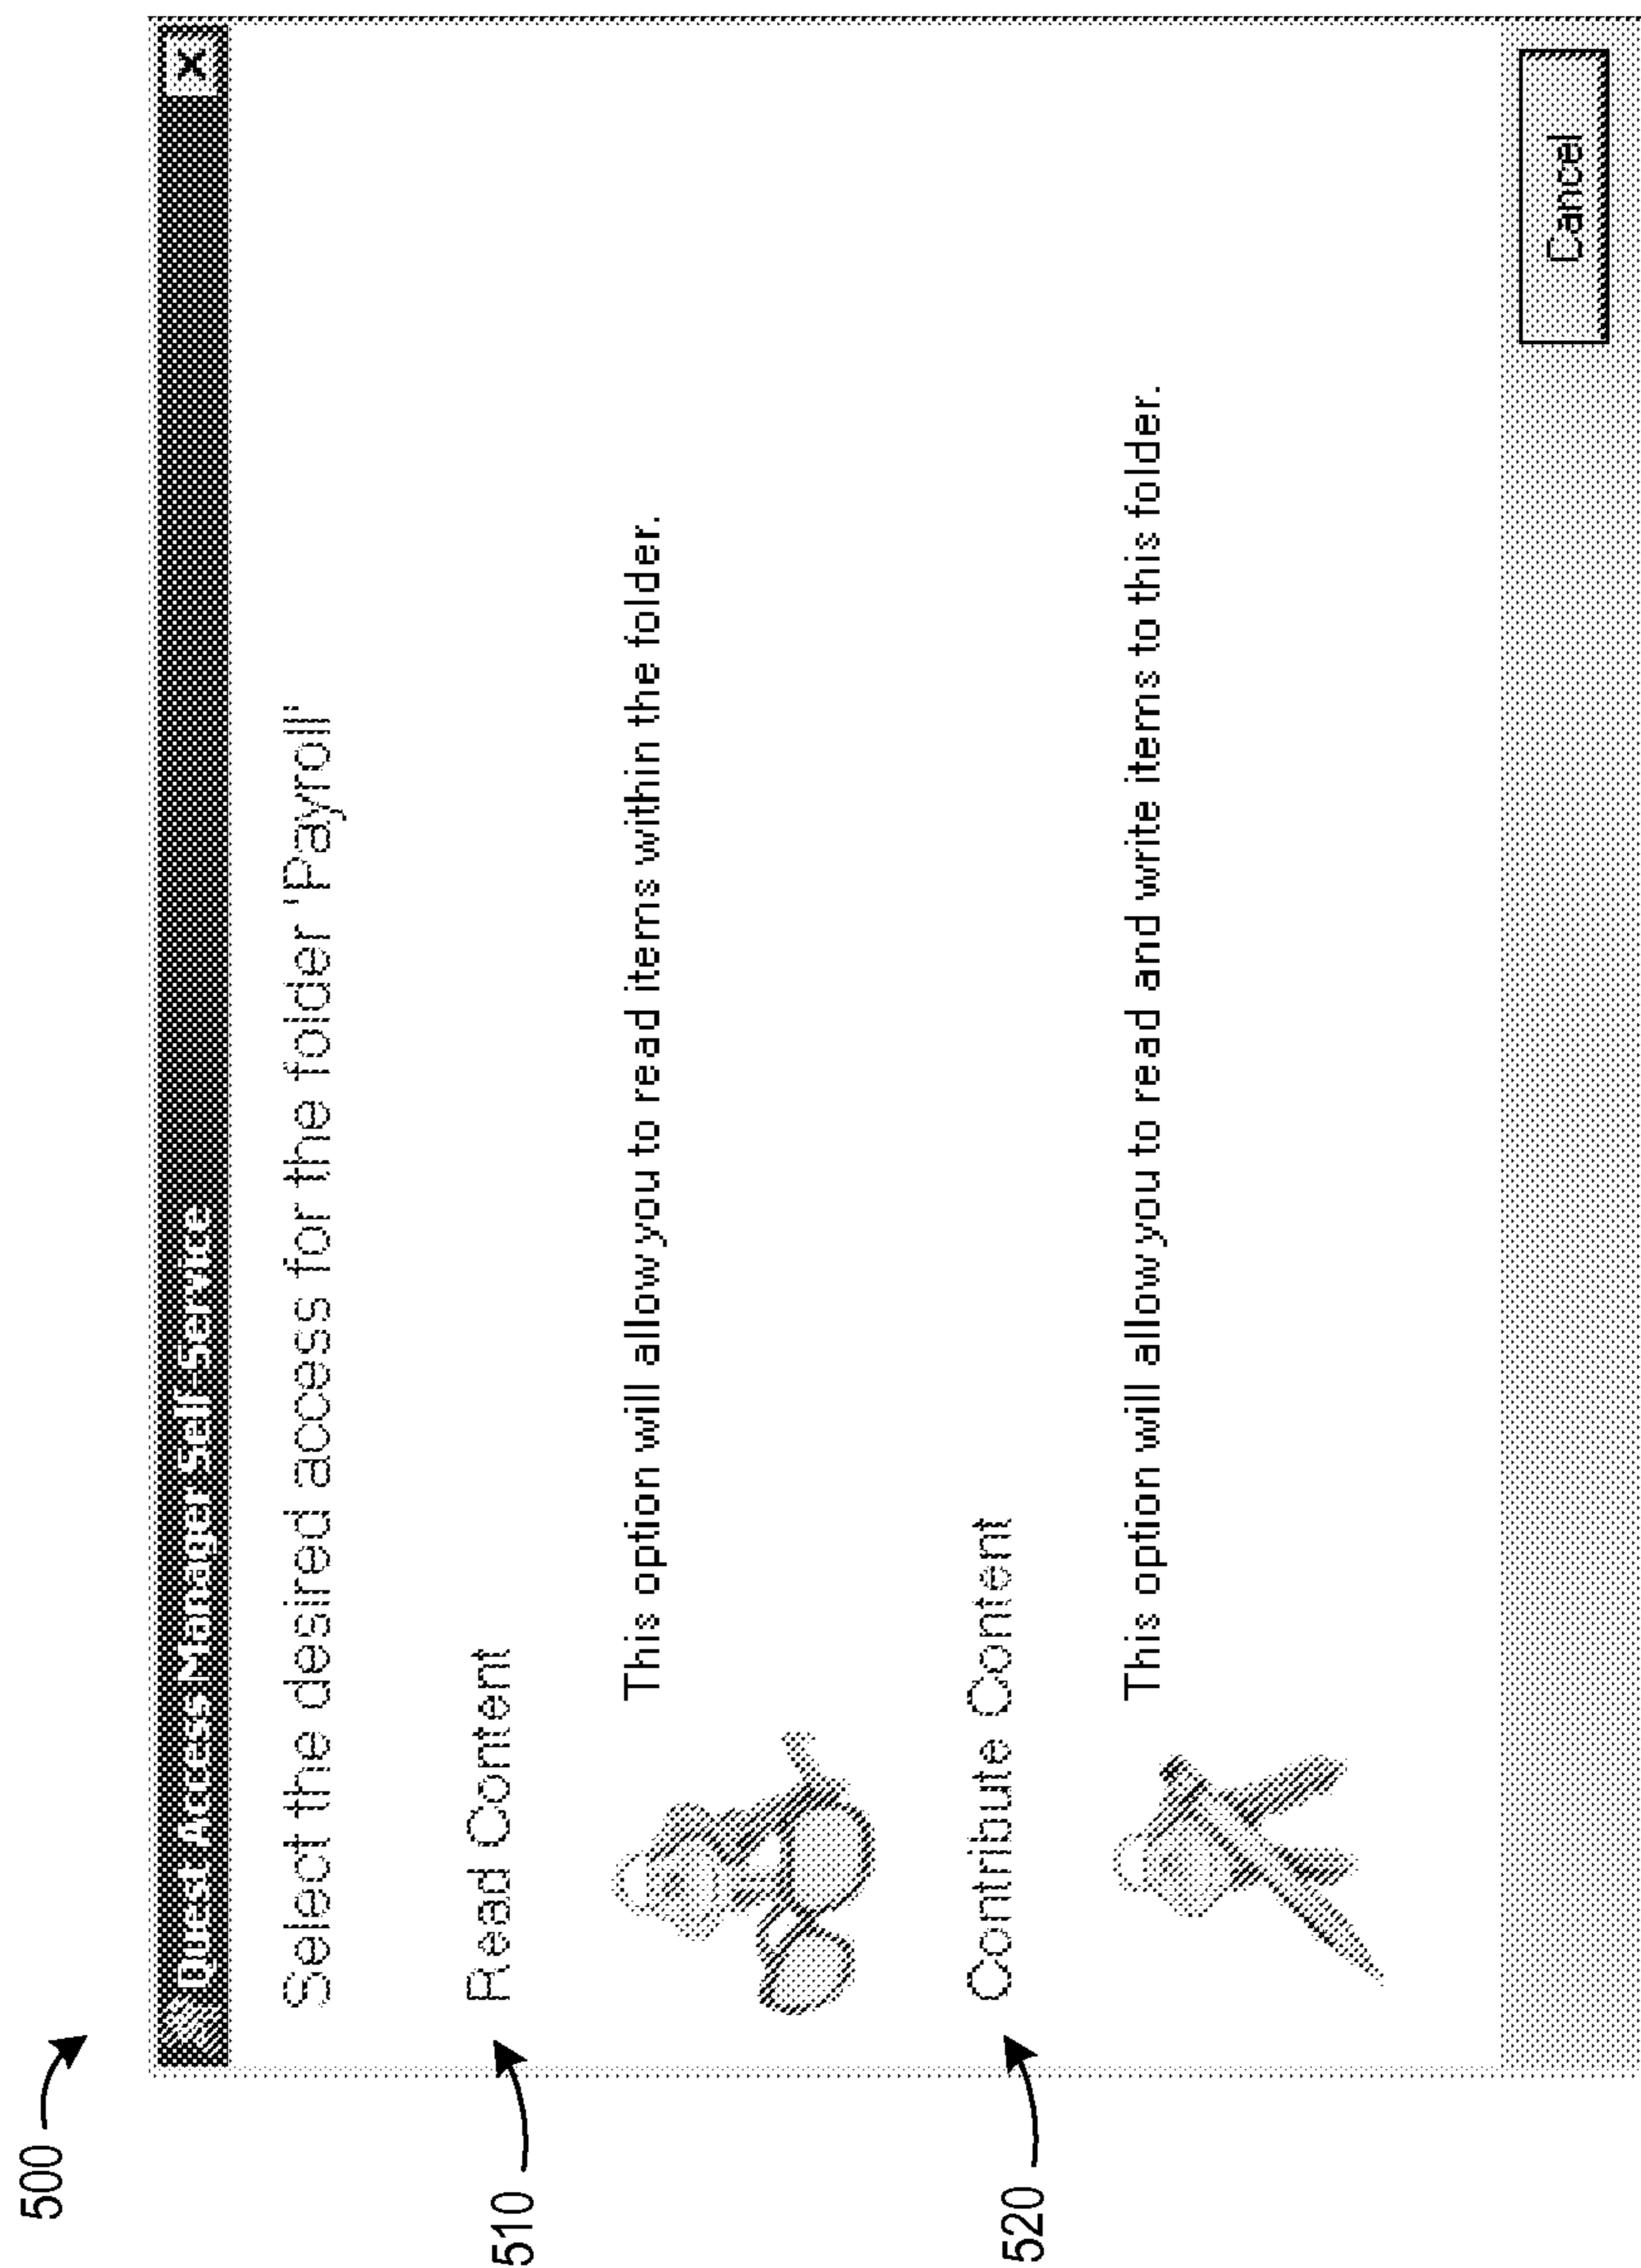 500
Quest Access Manager Self-Service
Select the desired access for the folder 'Payroll'
510
Read Content
This option will allow you to read items within the folder.
520
Contribute Content
This option will allow you to read and write items to this folder.
Cancel